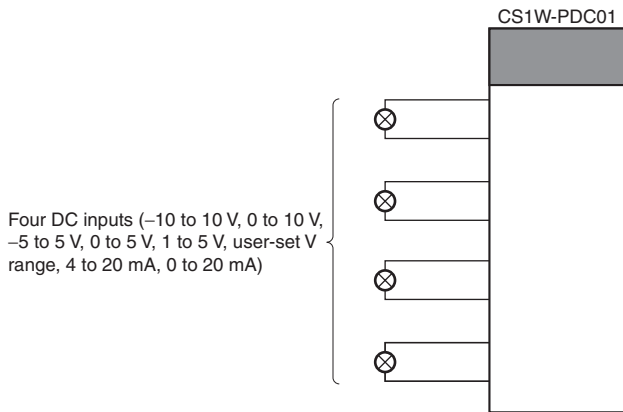 CS1W-PDC01
Four DC inputs (–10 to 10 V, 0 to 10 V,
–5 to 5 V, 0 to 5 V, 1 to 5 V, user-set V
range, 4 to 20 mA, 0 to 20 mA)